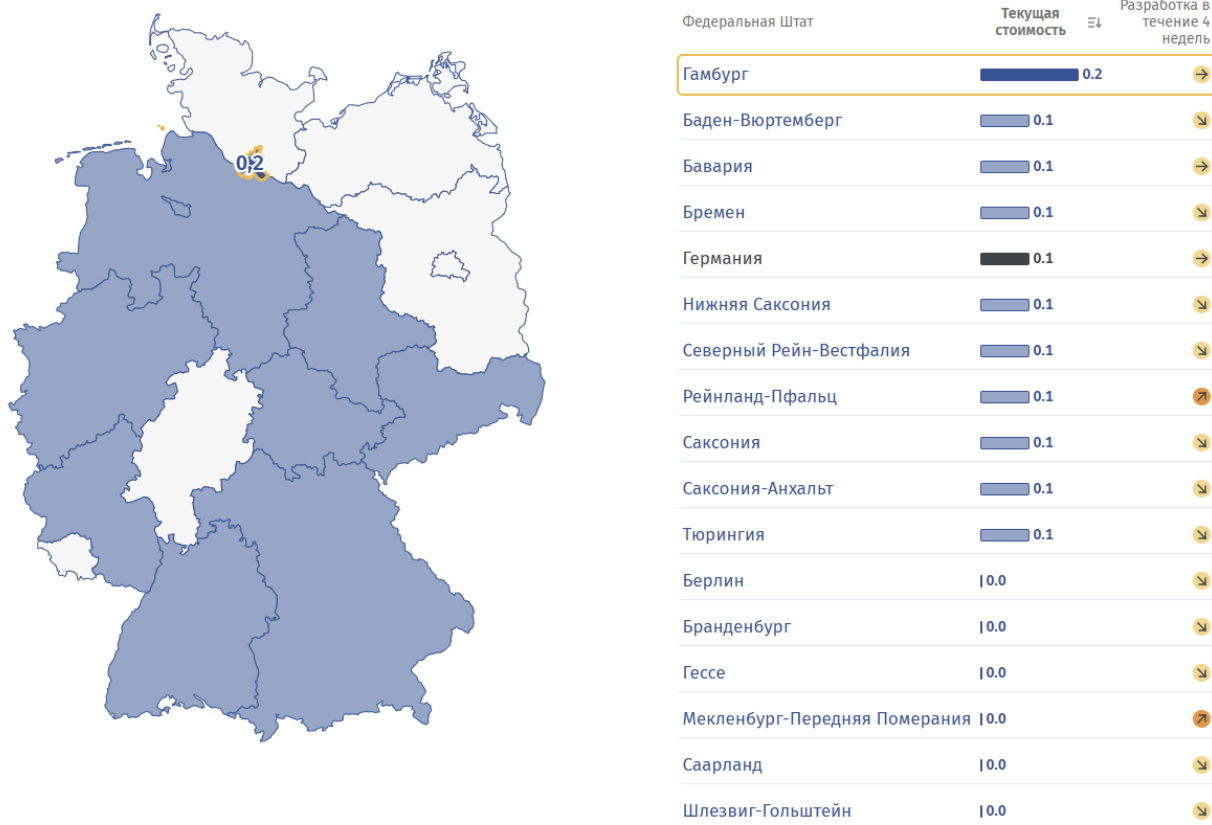 Федеральная Штат
Текущая стоимость
Разработка в течение 4 недель
0,2
Гамбург 0.2
Баден-Вюртемберг 0.1
Бавария 0.1
Бремен 0.1
Германия 0.1
Нижняя Саксония 0.1
Северный Рейн-Вестфалия 0.1
Рейнланд-Пфальц 0.1
Саксония 0.1
Саксония-Анхальт 0.1
Тюрингия 0.1
Берлин 0.0
Бранденбург 0.0
Гессе 0.0
Мекленбург-Передняя Померания 0.0
Саарланд 0.0
Шлезвиг-Гольштейн 0.0